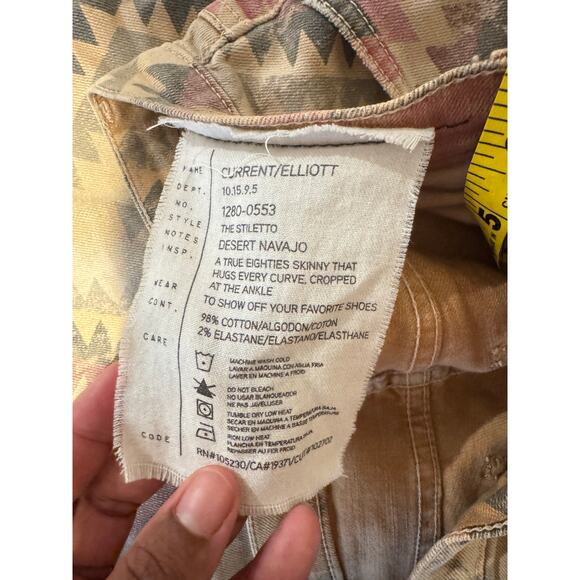 NAME CURRENT/ELLIOTT
DEPT. 10.15.9.5
NO. 1280-0553
STYLE THE STILETTO
NOTES DESERT NAVAJO
INSP. A TRUE EIGHTIES SKINNY THAT
HUGS EVERY CURVE, CROPPED
WEAR AT THE ANKLE
TO SHOW OFF YOUR FAVORITE SHOES
CONT. 98% COTTON/ALGODON/COTON
2% ELASTANE/ELASTANO/ELASTHANE
CARE MACHINE WASH COLD
LAVAR A MÁQUINA CON AGUA FRIA
LAVER EN MACHINE A FROID
DO NOT BLEACH
NO USAR BLANQUEADOR
NE PAS JAVELLISER
TUMBLE DRY LOW HEAT
SECAR EN MAQUINA A TEMPERATURA BAJA
SECHER EN MACHINE A BASSE TEMPERATURE
IRON LOW HEAT
PLANCHA EN TEMPERATURA BAJA
REPASSER AU FER FROID
CODE RN#105230/CA#19371/CUT#102702
5